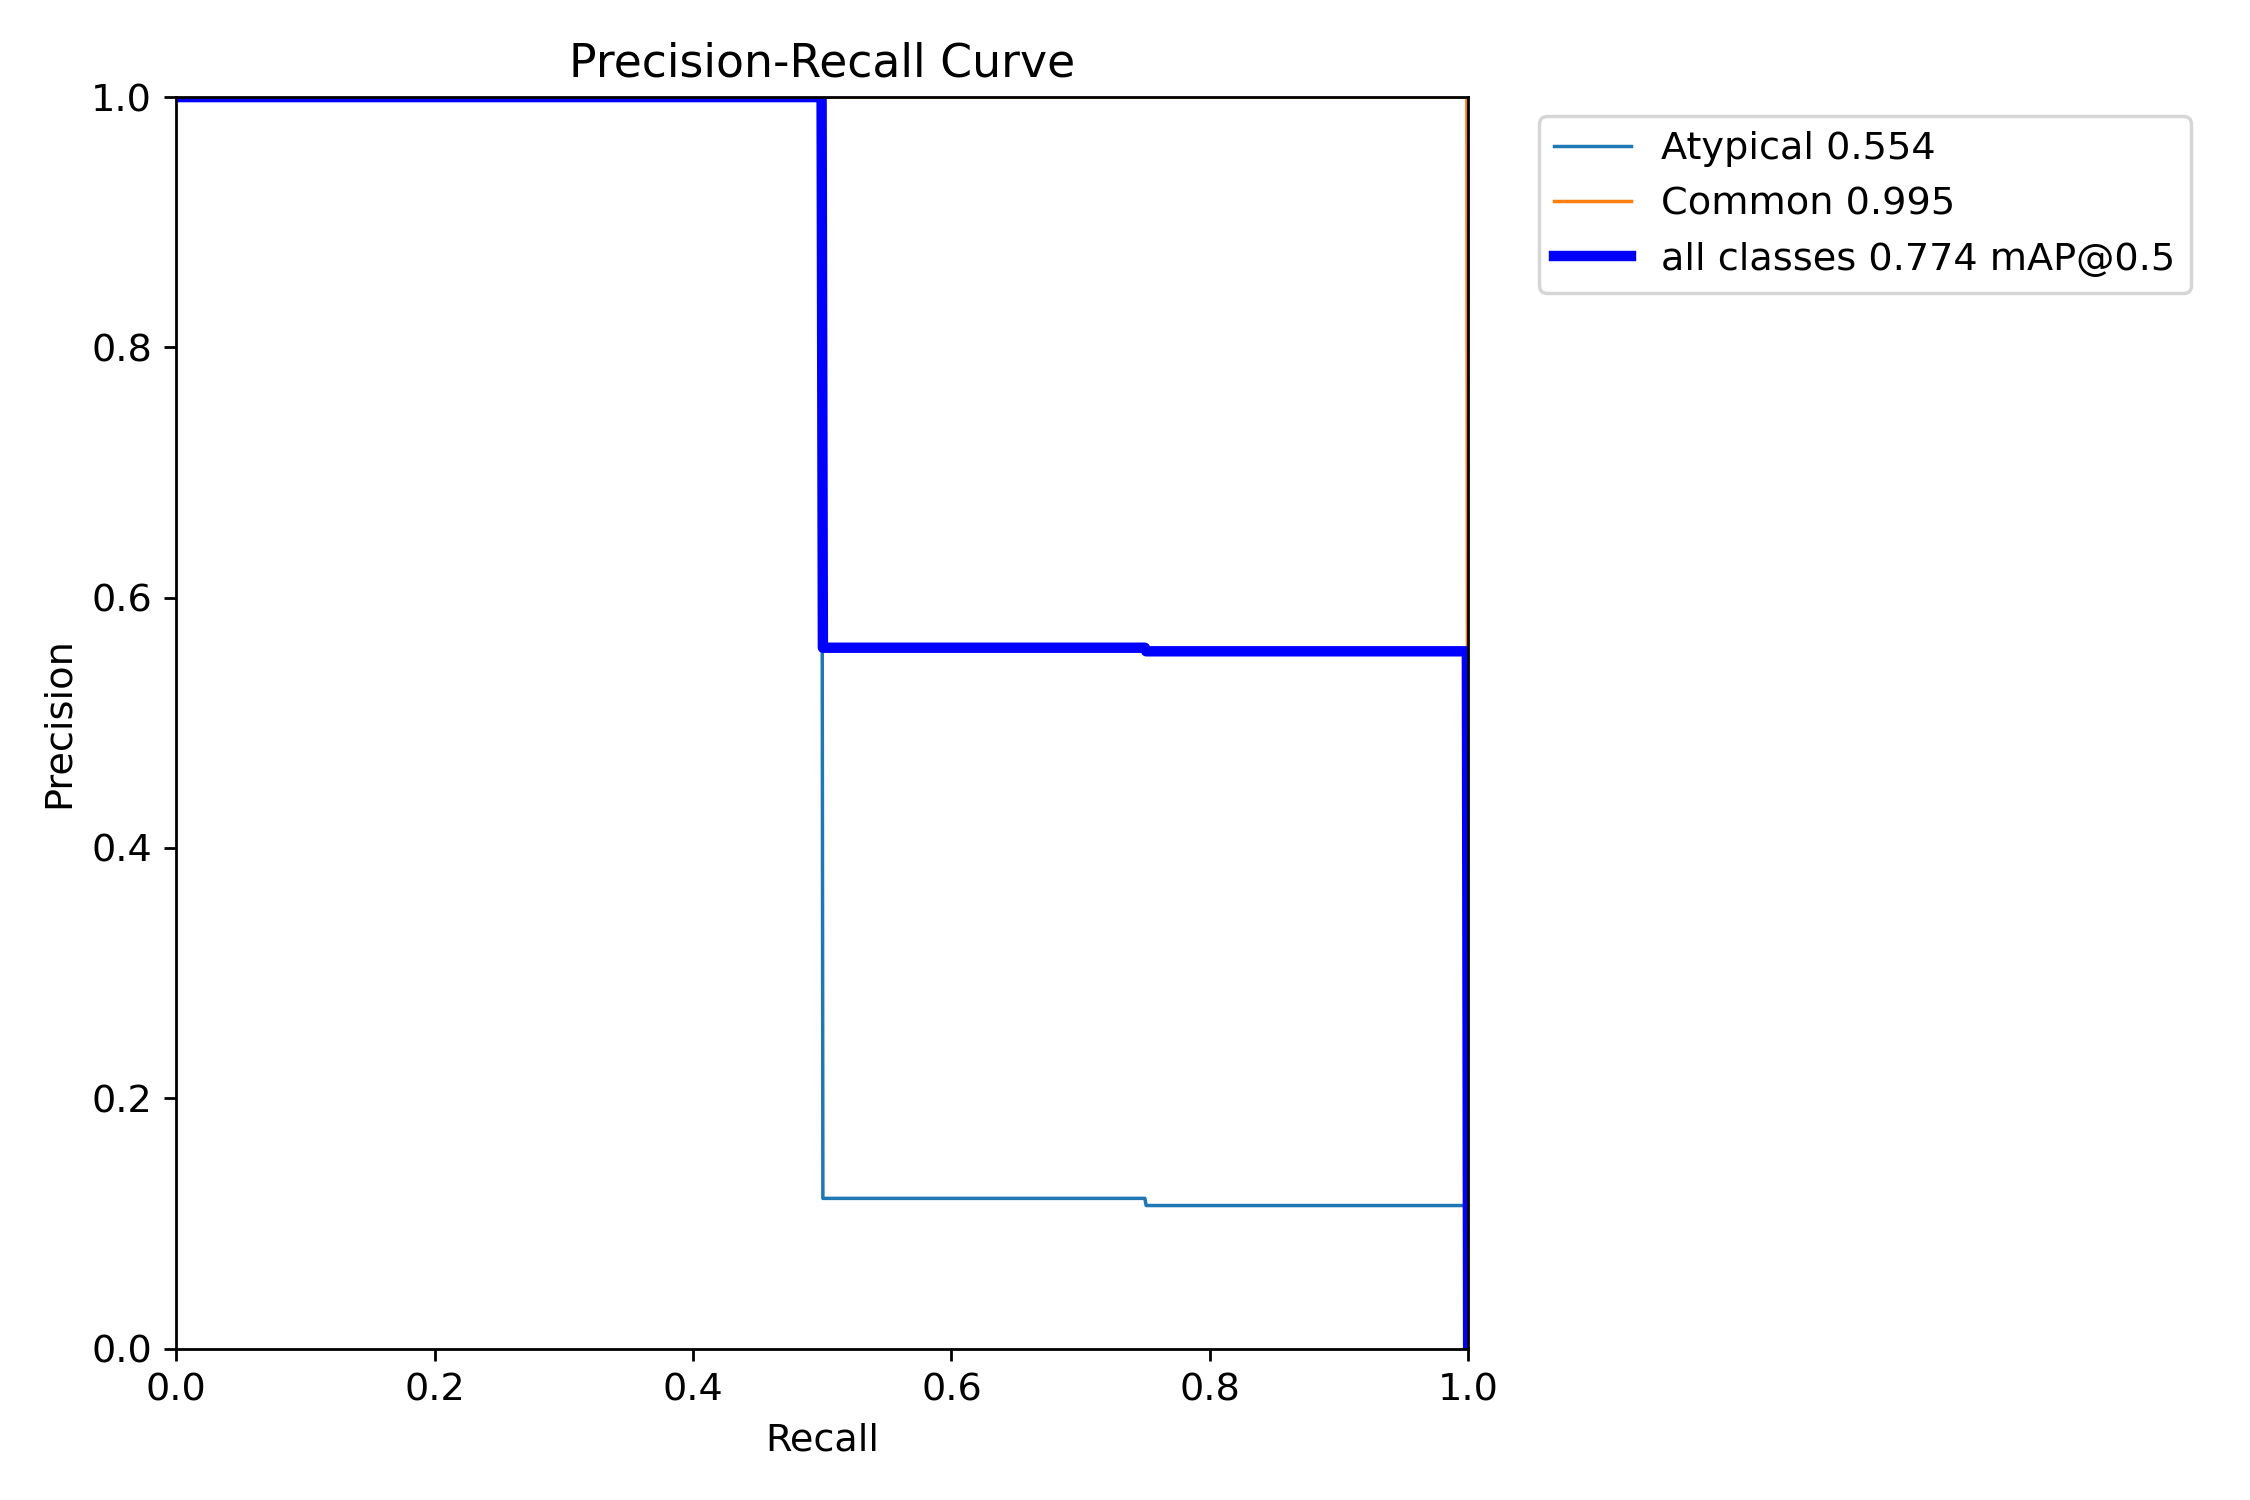 Precision-Recall Curve
1.0
0.8
0.6
0.4
0.2
0.0
Precision
0.0 0.2 0.4 0.6 0.8 1.0
Recall
Atypical 0.554
Common 0.995
all classes 0.774 mAP@0.5